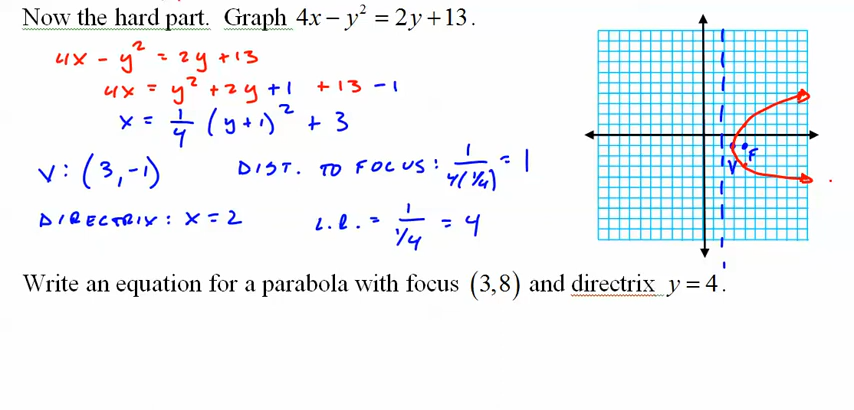 Now the hard part. Graph 4x − y² = 2y + 13.
4x − y² = 2y + 13
4x = y² + 2y + 1 + 13 − 1
x = 1/4 (y + 1)² + 3
V: (3, −1) DIST. TO FOCUS: 1/4(1/4) = 1
DIRECTRIX: x = 2 L.R. = 1/1/4 = 4
V F
Write an equation for a parabola with focus (3,8) and directrix y = 4.